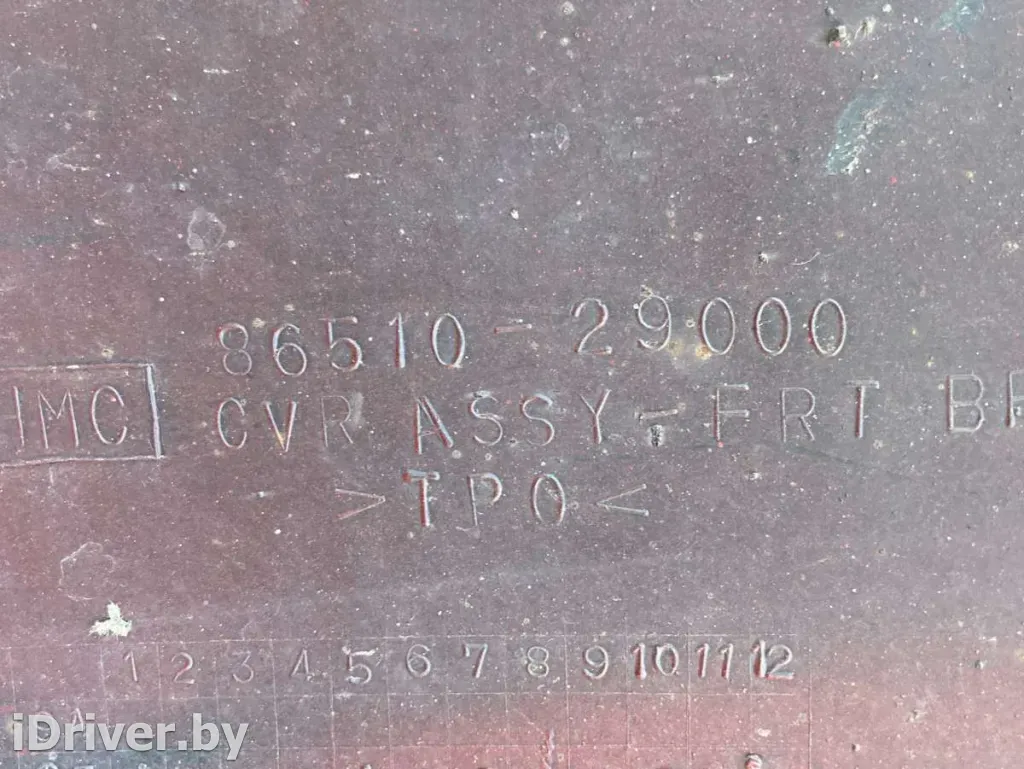 86510-29000
HMC CVR ASSY-FRT
>TPO<
1 2 3 4 5 6 7 8 9 10 11 12
A
iDriver.by